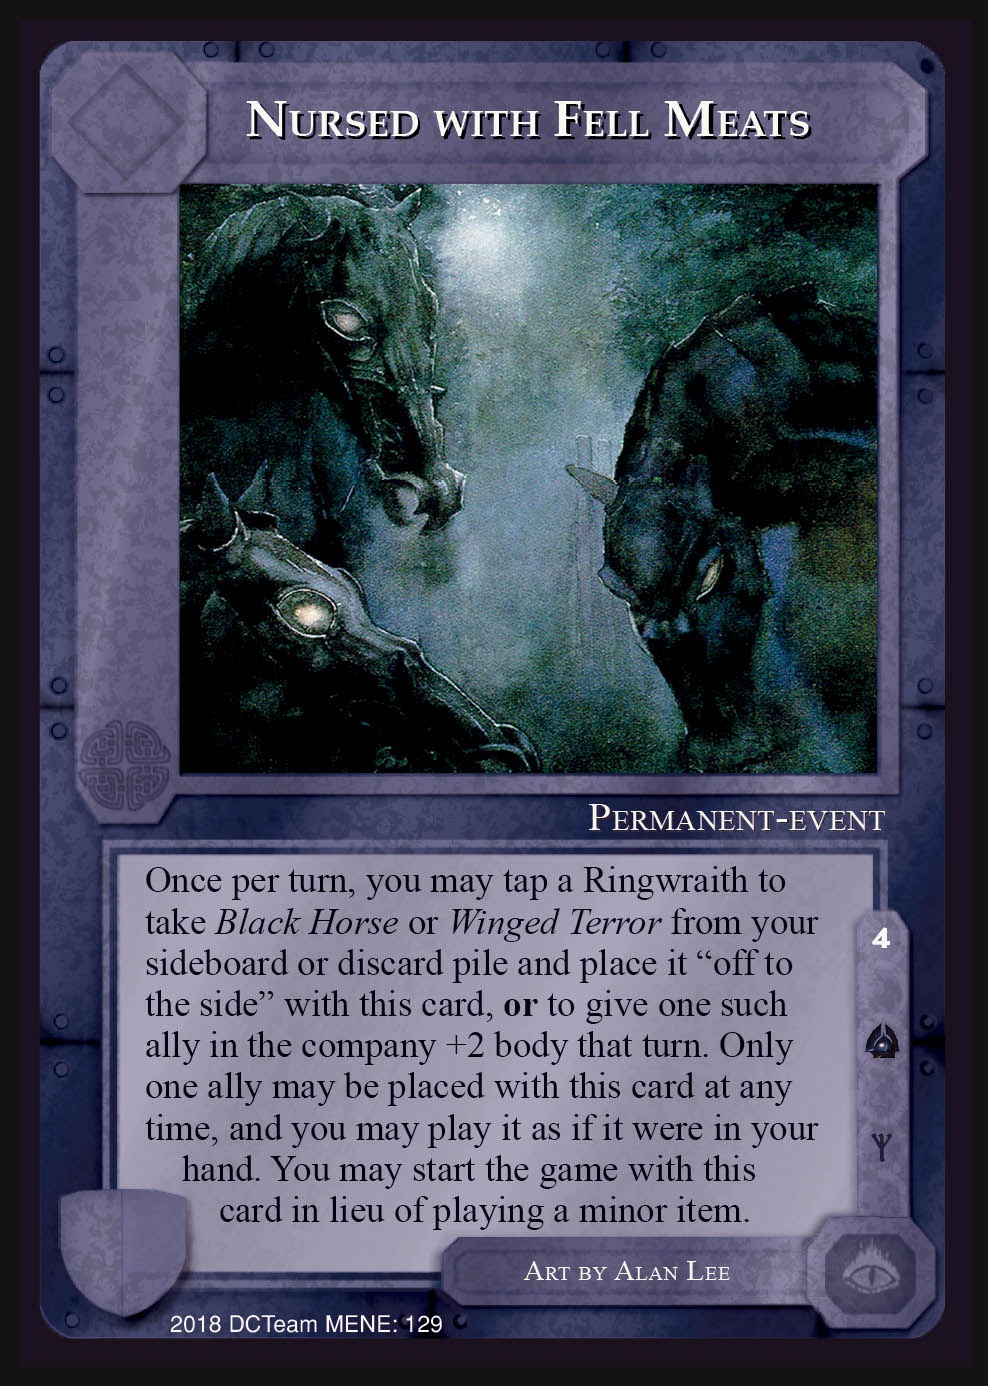 Nursed with Fell Meats
Permanent-event
Once per turn, you may tap a Ringwraith to
take Black Horse or Winged Terror from your
sideboard or discard pile and place it “off to
the side” with this card, or to give one such
ally in the company +2 body that turn. Only
one ally may be placed with this card at any
time, and you may play it as if it were in your
hand. You may start the game with this
card in lieu of playing a minor item.
4
Art by Alan Lee
2018 DCTeam MENE: 129